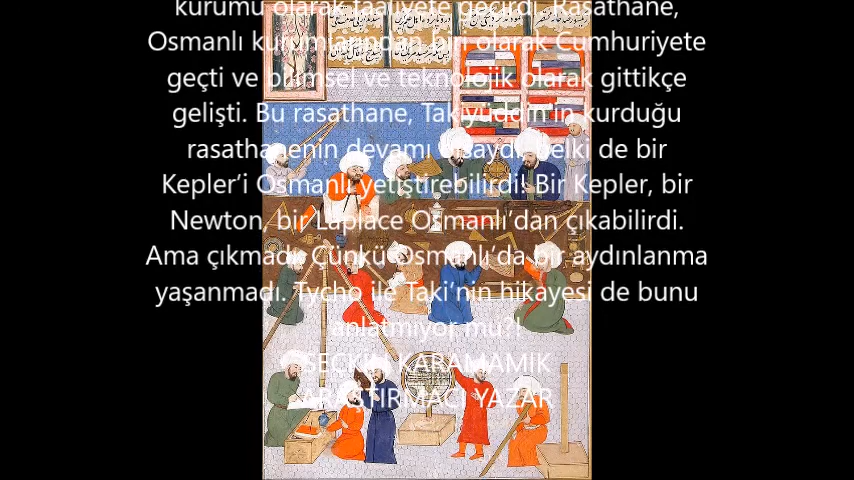 kurumu olarak faaliyete geçirdi. Rasathane,
Osmanlı kurumlarından biri olarak Cumhuriyete
geçti ve bilimsel ve teknolojik olarak gittikçe
gelişti. Bu rasathane, Takiyüddin'in kurduğu
rasathanenin devamı olsaydı belki de bir
Kepler'i Osmanlı yetiştirebilirdi. Bir Kepler, bir
Newton, bir Laplace Osmanlı'dan çıkabilirdi.
Ama çıkmadı. Çünkü Osmanlı'da bir aydınlanma
yaşanmadı. Tycho ile Taki'nin hikayesi de bunu
anlatmıyor mu?!
SEÇKİN KARAMAMIK
ARAŞTIRMACI YAZAR